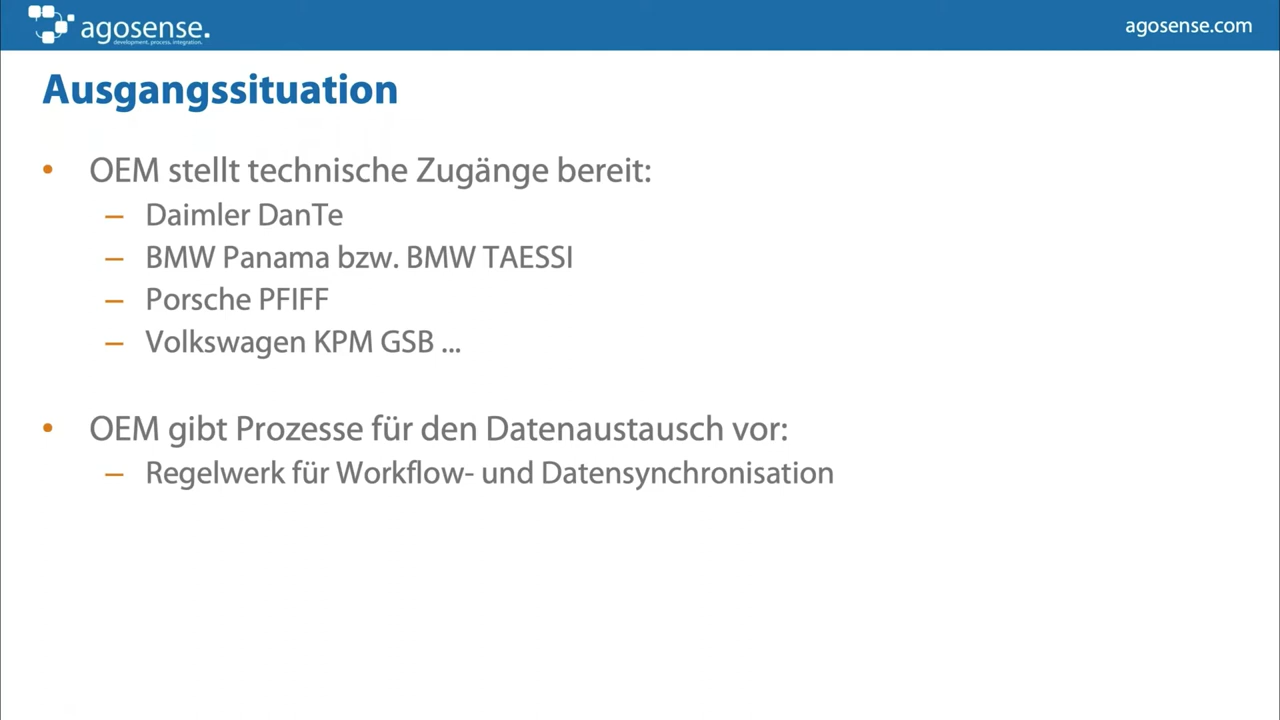 agosense.
development. process. integration.
agosense.com
Ausgangssituation
• OEM stellt technische Zugänge bereit:
– Daimler DanTe
– BMW Panama bzw. BMW TAESSI
– Porsche PFIFF
– Volkswagen KPM GSB ...
• OEM gibt Prozesse für den Datenaustausch vor:
– Regelwerk für Workflow- und Datensynchronisation